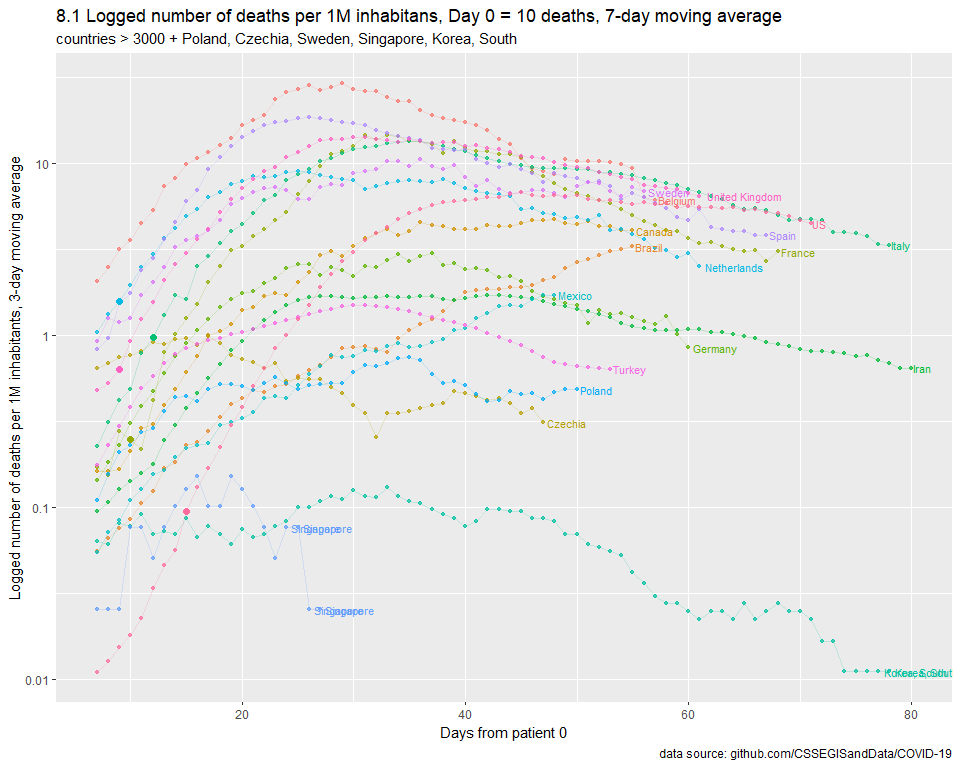 8.1 Logged number of deaths per 1M inhabitans, Day 0 = 10 deaths, 7-day moving average
countries > 3000 + Poland, Czechia, Sweden, Singapore, Korea, South
Logged number of deaths per 1M inhabitants, 3-day moving average
10
1
0.1
0.01
Sweden
Belgium
United Kingdom
US
Spain
Italy
France
Canada
Brazil
Netherlands
Mexico
Germany
Turkey
Iran
Poland
Czechia
Singapore
Singapore
Singapore
Singapore
Korea, South
20
40
60
80
Days from patient 0
data source: github.com/CSSEGISandData/COVID-19